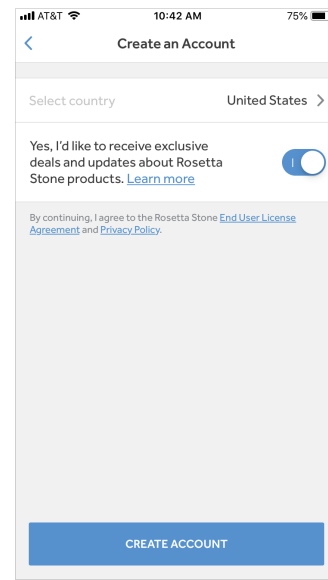 AT&T 10:42 AM 75%
Create an Account
Select country United States
Yes, I'd like to receive exclusive
deals and updates about Rosetta
Stone products. Learn more
By continuing, I agree to the Rosetta Stone End User License
Agreement and Privacy Policy.
CREATE ACCOUNT